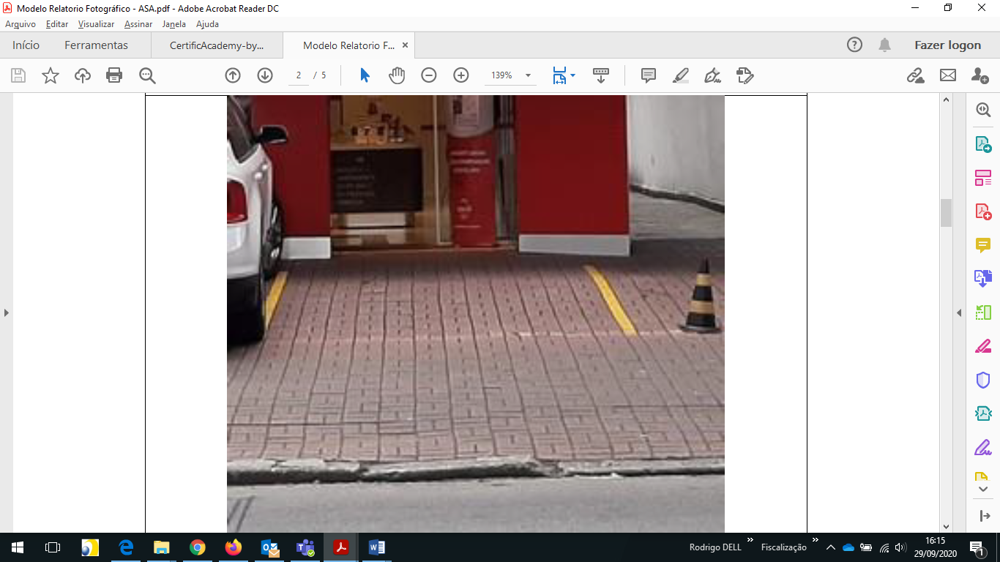 Modelo Relatorio Fotográfico - ASA.pdf - Adobe Acrobat Reader DC
Arquivo Editar Visualizar Assinar Janela Ajuda
Início Ferramentas CertificAcademy-by... Modelo Relatorio F... Fazer logon
2 / 5 139%
Rodrigo DELL Fiscalização 16:15
29/09/2020